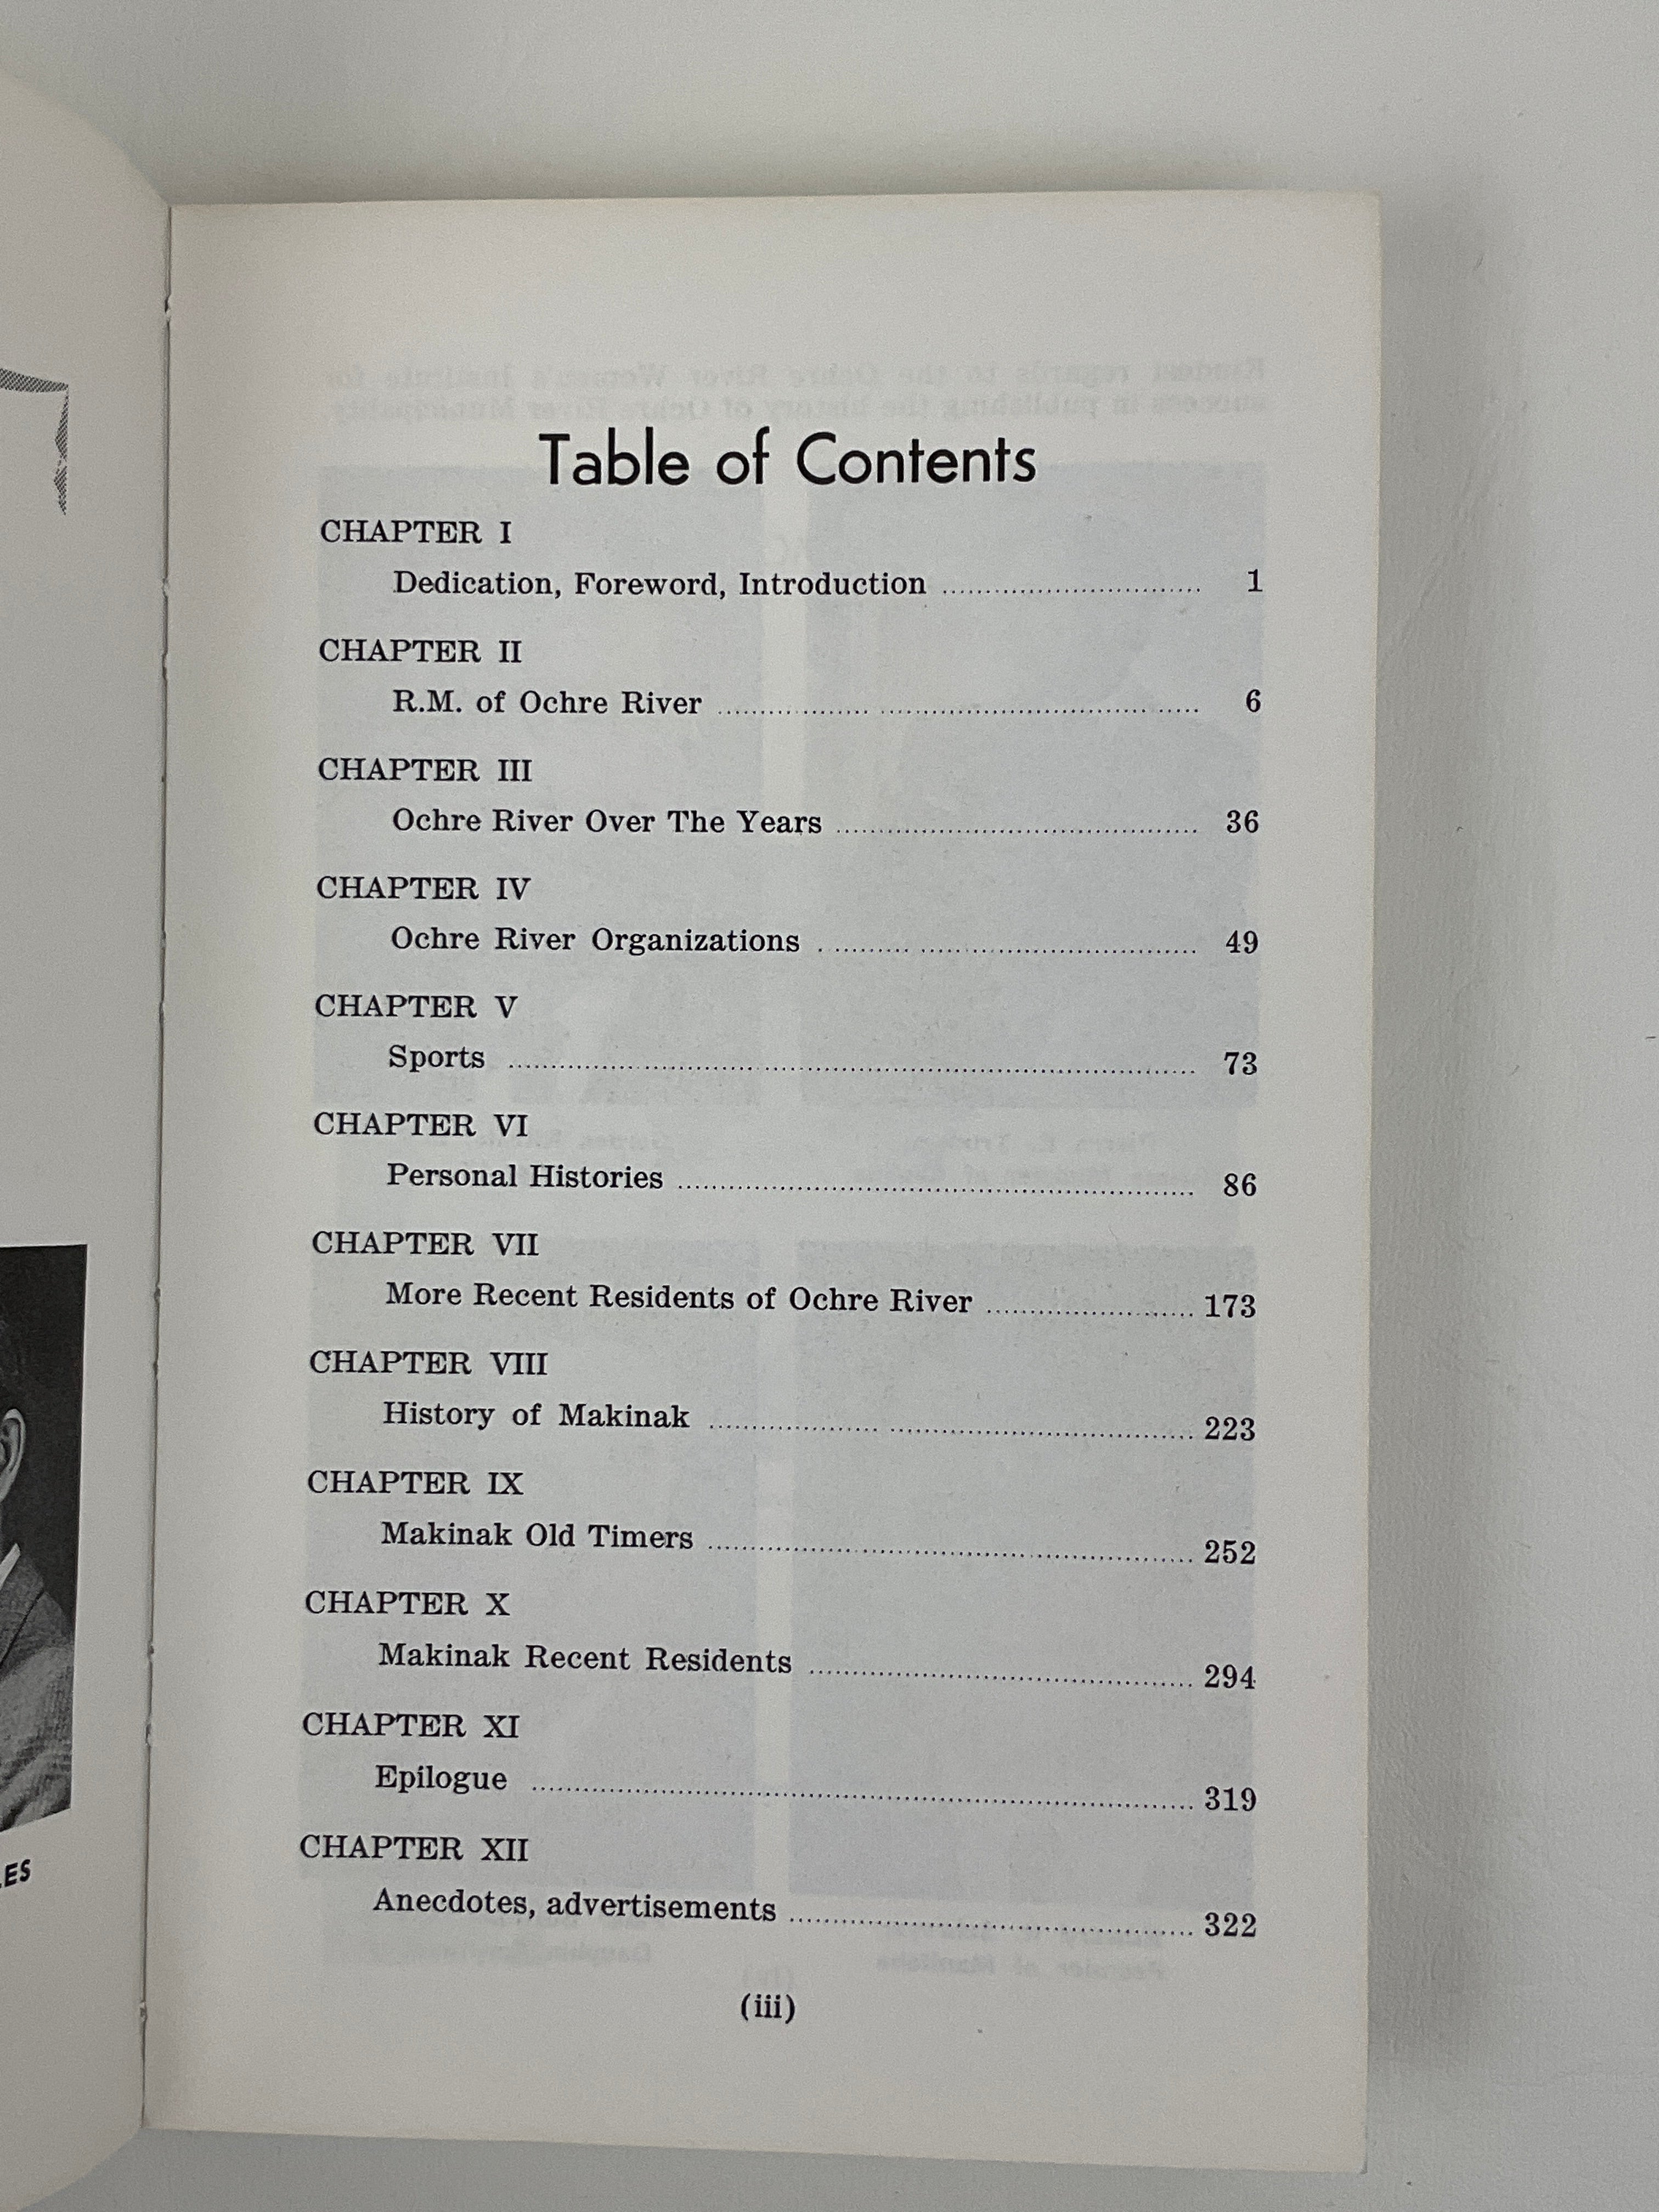 Table of Contents
CHAPTER I
Dedication, Foreword, Introduction ........ 1
CHAPTER II
R.M. of Ochre River ........ 6
CHAPTER III
Ochre River Over The Years ........ 36
CHAPTER IV
Ochre River Organizations ........ 49
CHAPTER V
Sports ........ 73
CHAPTER VI
Personal Histories ........ 86
CHAPTER VII
More Recent Residents of Ochre River ........ 173
CHAPTER VIII
History of Makinak ........ 223
CHAPTER IX
Makinak Old Timers ........ 252
CHAPTER X
Makinak Recent Residents ........ 294
CHAPTER XI
Epilogue ........ 319
CHAPTER XII
Anecdotes, advertisements ........ 322
(iii)